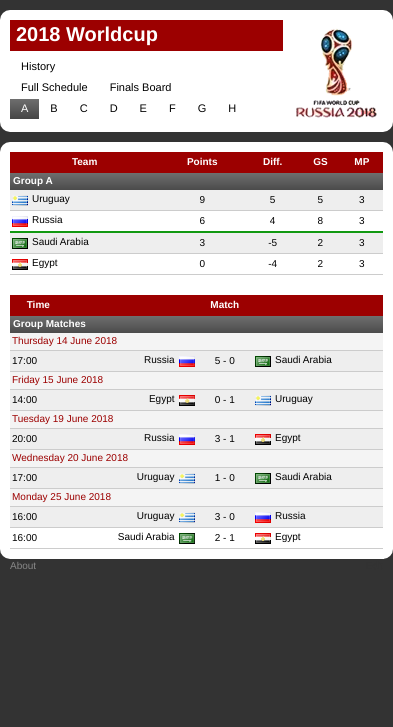 2018 Worldcup
History
Full Schedule Finals Board
A B C D E F G H
FIFA WORLD CUP
RUSSIA 2018
Team Points Diff. GS MP
Group A
Uruguay 9 5 5 3
Russia 6 4 8 3
Saudi Arabia 3 -5 2 3
Egypt 0 -4 2 3
Time Match
Group Matches
Thursday 14 June 2018
17:00 Russia 5 - 0 Saudi Arabia
Friday 15 June 2018
14:00 Egypt 0 - 1 Uruguay
Tuesday 19 June 2018
20:00 Russia 3 - 1 Egypt
Wednesday 20 June 2018
17:00 Uruguay 1 - 0 Saudi Arabia
Monday 25 June 2018
16:00 Uruguay 3 - 0 Russia
16:00 Saudi Arabia 2 - 1 Egypt
About